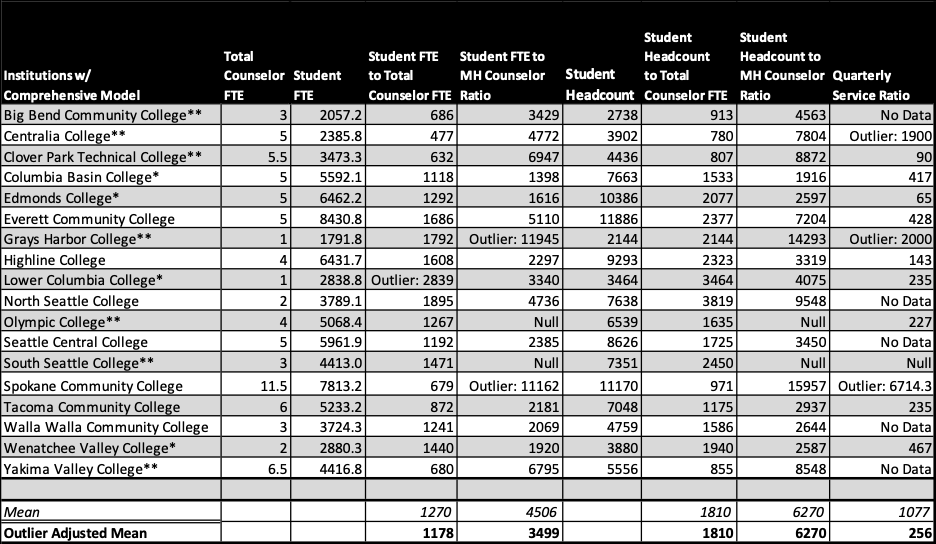 Institutions w/ Comprehensive Model | Total Counselor FTE | Student FTE | Student FTE to Total Counselor FTE | Student FTE to MH Counselor Ratio | Student Headcount | Student Headcount to Total Counselor FTE | Student Headcount to MH Counselor Ratio | Quarterly Service Ratio
Big Bend Community College** 3 2057.2 686 3429 2738 913 4563 No Data
Centralia College** 5 2385.8 477 4772 3902 780 7804 Outlier: 1900
Clover Park Technical College** 5.5 3473.3 632 6947 4436 807 8872 90
Columbia Basin College* 5 5592.1 1118 1398 7663 1533 1916 417
Edmonds College* 5 6462.2 1292 1616 10386 2077 2597 65
Everett Community College 5 8430.8 1686 5110 11886 2377 7204 428
Grays Harbor College** 1 1791.8 1792 Outlier: 11945 2144 2144 14293 Outlier: 2000
Highline College 4 6431.7 1608 2297 9293 2323 3319 143
Lower Columbia College* 1 2838.8 Outlier: 2839 3340 3464 3464 4075 235
North Seattle College 2 3789.1 1895 4736 7638 3819 9548 No Data
Olympic College** 4 5068.4 1267 Null 6539 1635 Null 227
Seattle Central College 5 5961.9 1192 2385 8626 1725 3450 No Data
South Seattle College** 3 4413.0 1471 Null 7351 2450 Null Null
Spokane Community College 11.5 7813.2 679 Outlier: 11162 11170 971 15957 Outlier: 6714.3
Tacoma Community College 6 5233.2 872 2181 7048 1175 2937 235
Walla Walla Community College 3 3724.3 1241 2069 4759 1586 2644 No Data
Wenatchee Valley College* 2 2880.3 1440 1920 3880 1940 2587 467
Yakima Valley College** 6.5 4416.8 680 6795 5556 855 8548 No Data
Mean 1270 4506 1810 6270 1077
Outlier Adjusted Mean 1178 3499 1810 6270 256